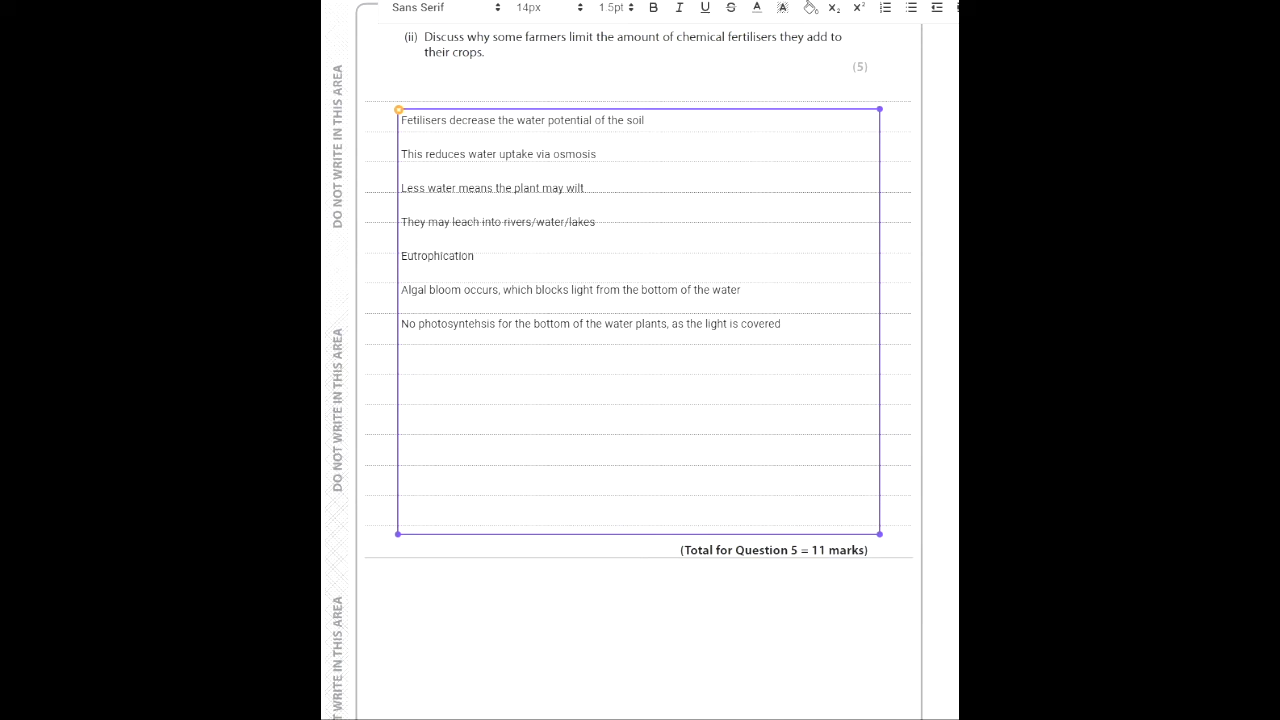 Sans Serif 14px 1.5pt B I U S A A x₂ x²
DO NOT WRITE IN THIS AREA
(ii) Discuss why some farmers limit the amount of chemical fertilisers they add to
their crops.
(5)
Fetilisers decrease the water potential of the soil
This reduces water uptake via osmosis
Less water means the plant may wilt
They may leach into rivers/water/lakes
Eutrophication
Algal bloom occurs, which blocks light from the bottom of the water
No photosyntehsis for the bottom of the water plants, as the light is covered
DO NOT WRITE IN THIS AREA
(Total for Question 5 = 11 marks)
T WRITE IN THIS AREA